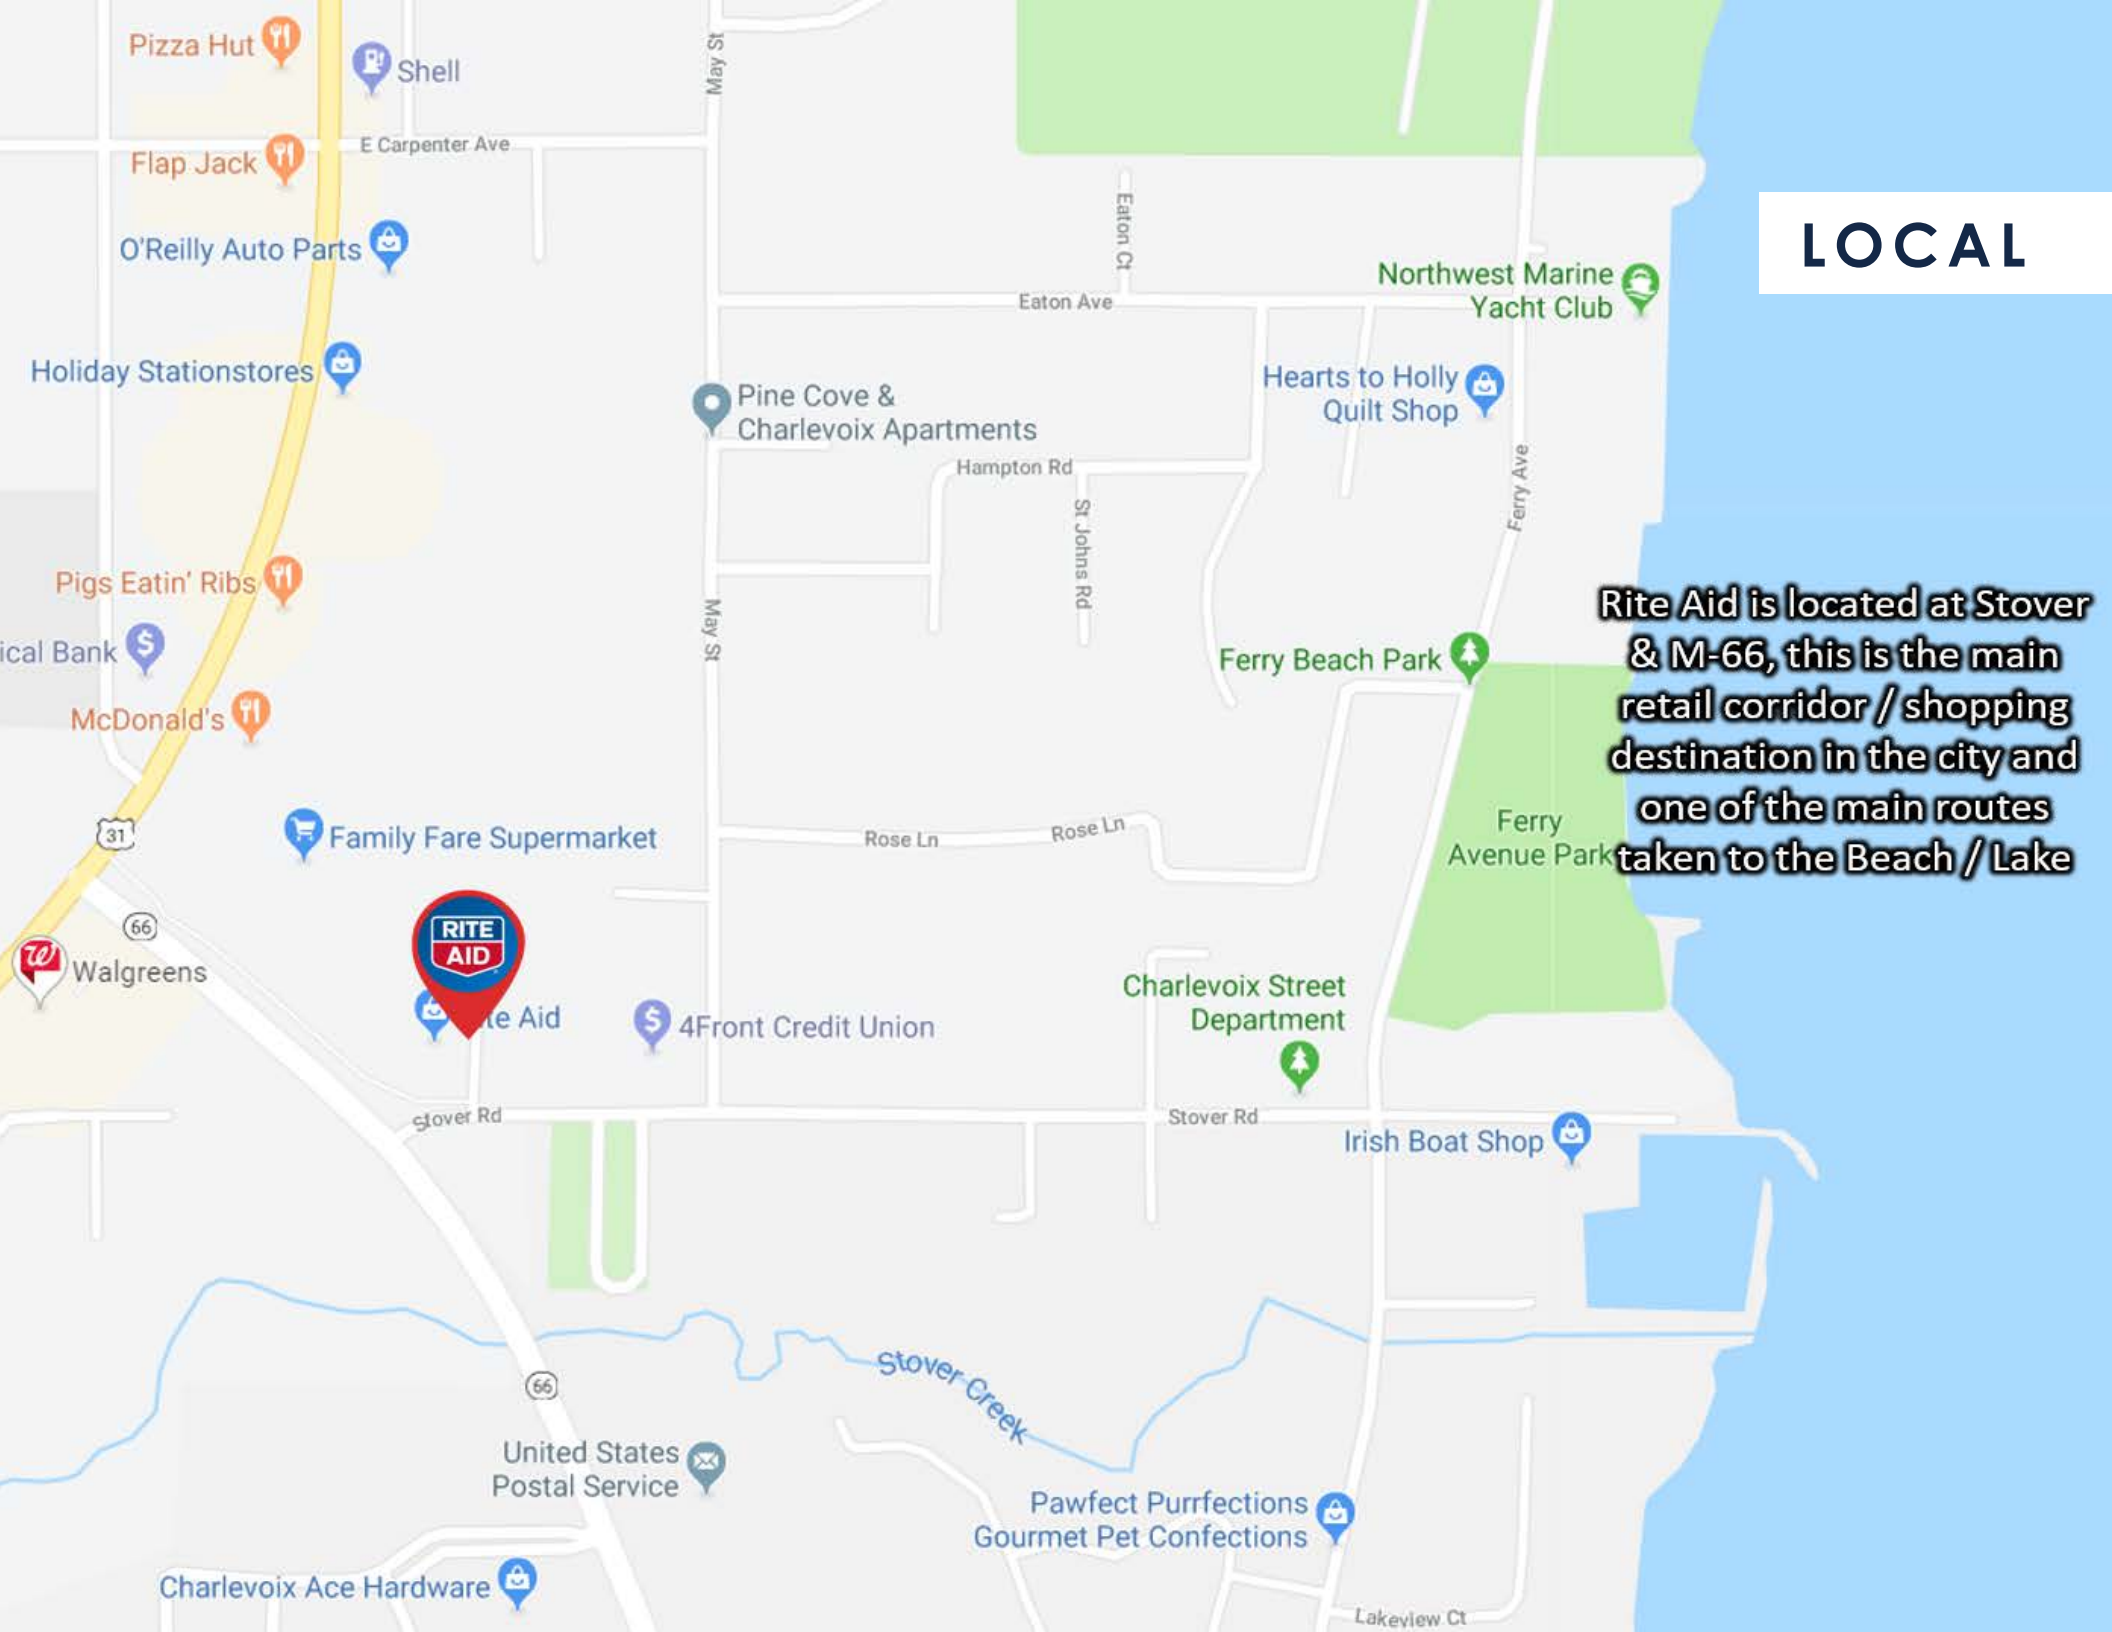 Pizza Hut
Shell
May St
E Carpenter Ave
Flap Jack
O'Reilly Auto Parts
Eaton Ct
LOCAL
Northwest Marine
Yacht Club
Eaton Ave
Holiday Stationstores
Pine Cove &
Charlevoix Apartments
Hearts to Holly
Quilt Shop
Hampton Rd
Ferry Ave
St Johns Rd
Pigs Eatin' Ribs
ical Bank
May St
McDonald's
Ferry Beach Park
Rite Aid is located at Stover
& M-66, this is the main
retail corridor / shopping
destination in the city and
one of the main routes
taken to the Beach / Lake
31
Family Fare Supermarket
Rose Ln
Rose Ln
Ferry
Avenue Park
66
RITE
AID
Walgreens
te Aid
4Front Credit Union
Charlevoix Street
Department
Stover Rd
Stover Rd
Irish Boat Shop
Stover Creek
66
United States
Postal Service
Pawfect Purrfections
Gourmet Pet Confections
Charlevoix Ace Hardware
Lakeview Ct